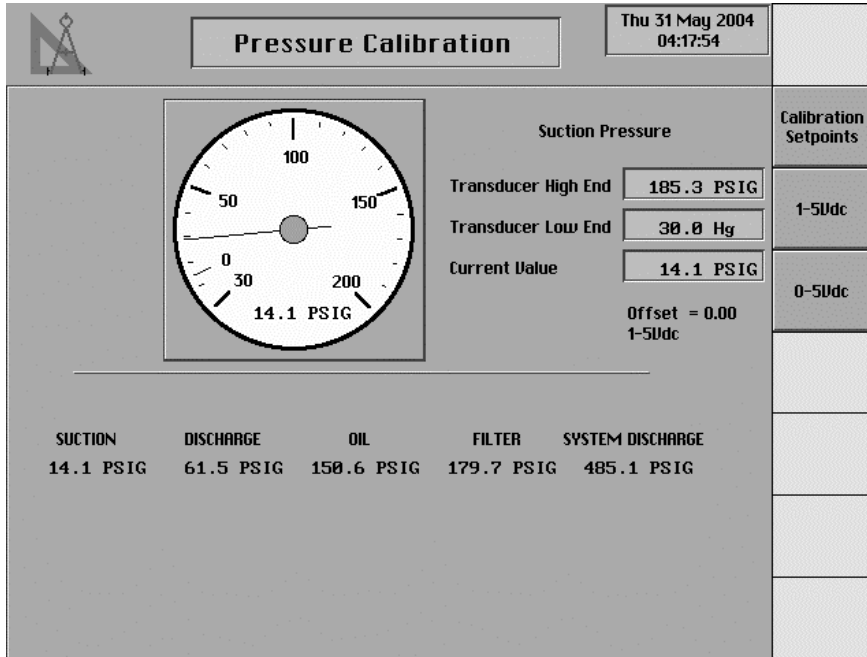 Pressure Calibration
Thu 31 May 2004
04:17:54
Calibration
Setpoints
1-5Vdc
0-5Vdc
100
50
150
0
30
200
14.1 PSIG
Suction Pressure
Transducer High End 185.3 PSIG
Transducer Low End 30.0 Hg
Current Value 14.1 PSIG
Offset = 0.00
1-5Vdc
SUCTION DISCHARGE OIL FILTER SYSTEM DISCHARGE
14.1 PSIG 61.5 PSIG 150.6 PSIG 179.7 PSIG 485.1 PSIG